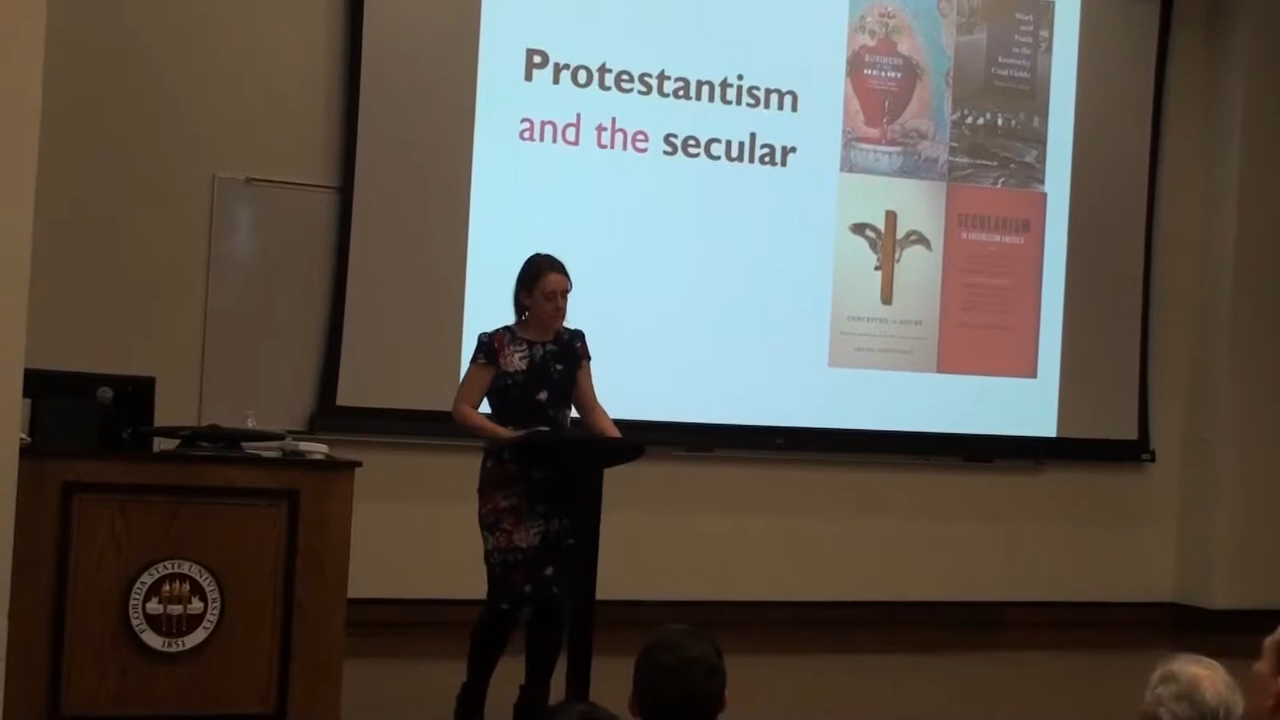 Protestantism
and the secular
BUSINESS
OF THE
HEART
Work
and
Faith
in the
Kentucky
Coal Fields
CONCEIVED IN DOUBT
SECULARISM
IN ANTEBELLUM AMERICA
FLORIDA STATE UNIVERSITY
1851